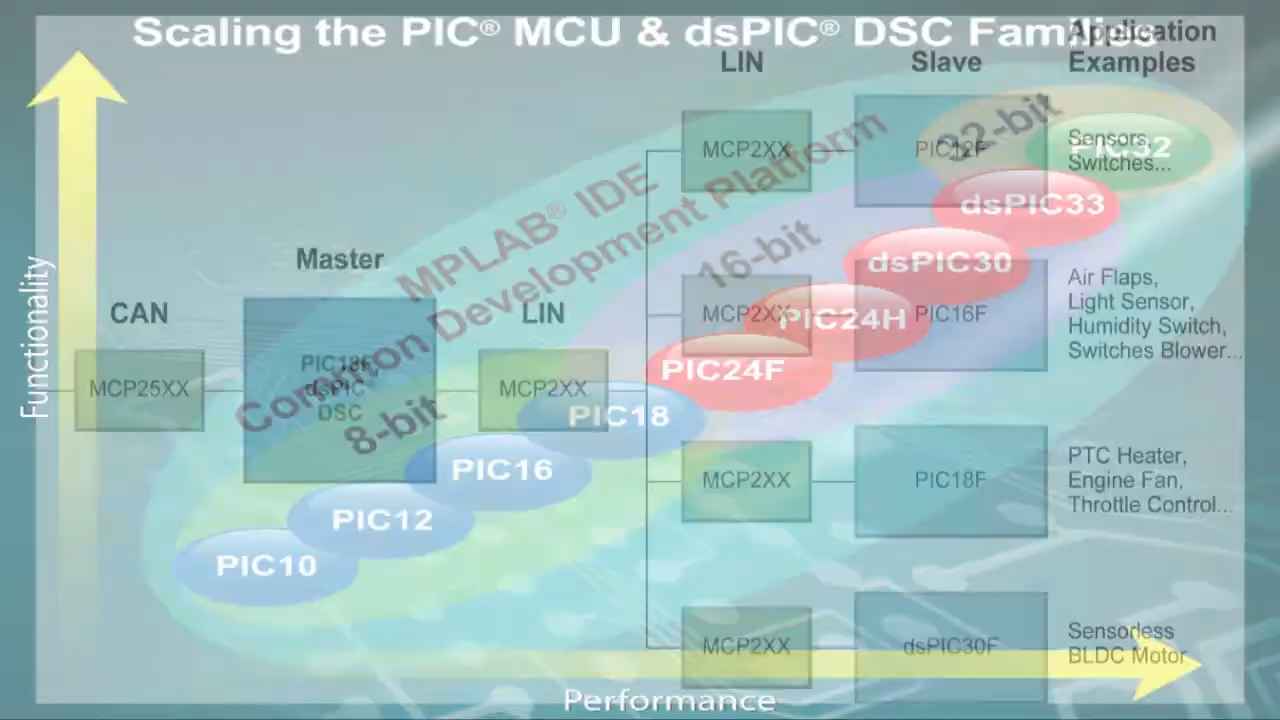 Scaling the PIC® MCU & dsPIC® DSC Families
Application
Examples
LIN
Slave
MCP2XX
PIC12F
Sensors,
Switches...
32-bit
PIC32
dsPIC33
MPLAB® IDE
Common Development Platform
16-bit
dsPIC30
Master
CAN
LIN
MCP2XX
PIC24H
PIC16F
Air Flaps,
Light Sensor,
Humidity Switch,
Switches Blower...
Functionality
MCP25XX
PIC18F
dsPIC
DSC
MCP2XX
PIC24F
PIC18
8-bit
PIC16
MCP2XX
PIC18F
PTC Heater,
Engine Fan,
Throttle Control...
PIC12
PIC10
MCP2XX
dsPIC30F
Sensorless
BLDC Motor
Performance